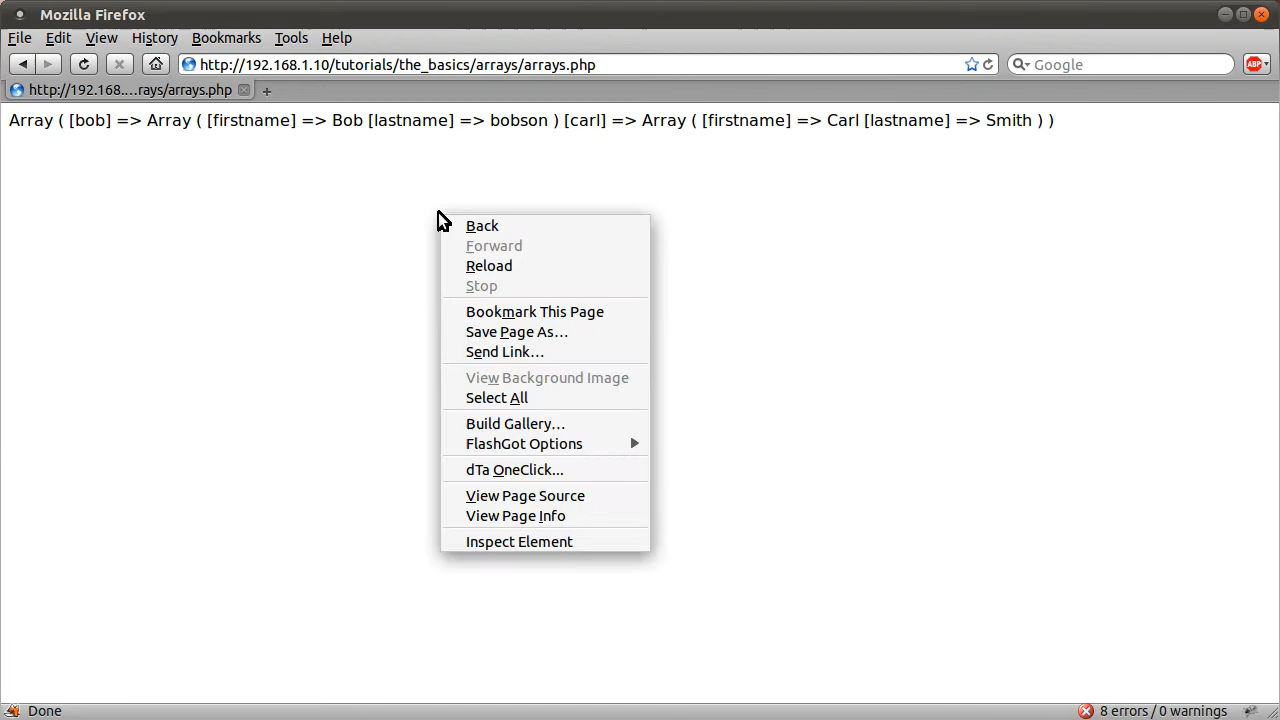 Mozilla Firefox
File Edit View History Bookmarks Tools Help
http://192.168.1.10/tutorials/the_basics/arrays/arrays.php
Google
ABP
http://192.168....rays/arrays.php
Array ( [bob] => Array ( [firstname] => Bob [lastname] => bobson ) [carl] => Array ( [firstname] => Carl [lastname] => Smith ) )
Back
Forward
Reload
Stop
Bookmark This Page
Save Page As...
Send Link...
View Background Image
Select All
Build Gallery...
FlashGot Options
dTa OneClick...
View Page Source
View Page Info
Inspect Element
Done
8 errors / 0 warnings